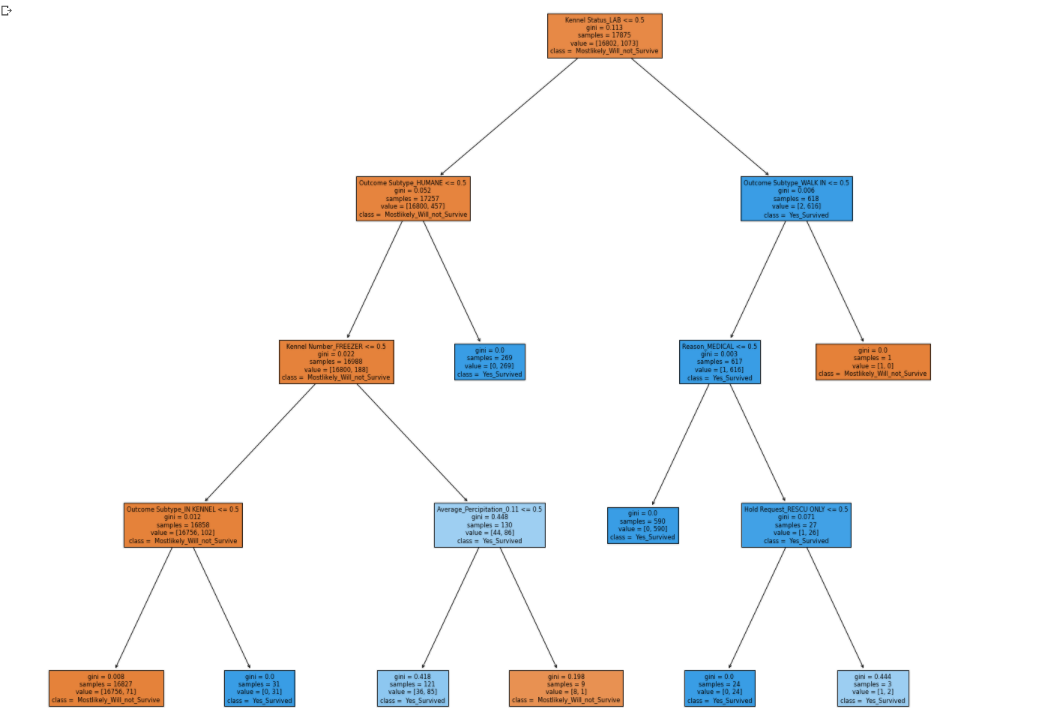 Kennel Status_LAB <= 0.5
gini = 0.113
samples = 17875
value = [16802, 1073]
class = Mostlikely_Will_not_Survive
Outcome Subtype_HUMANE <= 0.5
gini = 0.052
samples = 17257
value = [16800, 457]
class = Mostlikely_Will_not_Survive
Outcome Subtype_WALK IN <= 0.5
gini = 0.006
samples = 618
value = [2, 616]
class = Yes_Survived
Kennel Number_FREEZER <= 0.5
gini = 0.022
samples = 16988
value = [16800, 188]
class = Mostlikely_Will_not_Survive
gini = 0.0
samples = 269
value = [0, 269]
class = Yes_Survived
Reason_MEDICAL <= 0.5
gini = 0.003
samples = 617
value = [1, 616]
class = Yes_Survived
gini = 0.0
samples = 1
value = [1, 0]
class = Mostlikely_Will_not_Survive
Outcome Subtype_IN KENNEL <= 0.5
gini = 0.012
samples = 16858
value = [16756, 102]
class = Mostlikely_Will_not_Survive
Average_Percipitation_0.11 <= 0.5
gini = 0.448
samples = 130
value = [44, 86]
class = Yes_Survived
gini = 0.0
samples = 590
value = [0, 590]
class = Yes_Survived
Hold Request_RESCU ONLY <= 0.5
gini = 0.071
samples = 27
value = [1, 26]
class = Yes_Survived
gini = 0.008
samples = 16827
value = [16756, 71]
class = Mostlikely_Will_not_Survive
gini = 0.0
samples = 31
value = [0, 31]
class = Yes_Survived
gini = 0.418
samples = 121
value = [36, 85]
class = Yes_Survived
gini = 0.198
samples = 9
value = [8, 1]
class = Mostlikely_Will_not_Survive
gini = 0.0
samples = 24
value = [0, 24]
class = Yes_Survived
gini = 0.444
samples = 3
value = [1, 2]
class = Yes_Survived